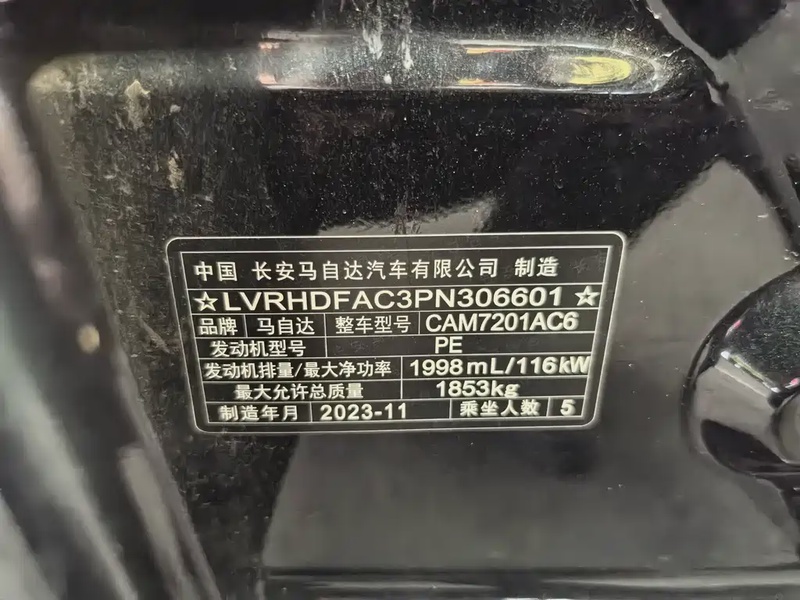 中国 长安马自达汽车有限公司 制造
☆LVRHDFAC3PN306601☆
品牌 马自达 整车型号 CAM7201AC6
发动机型号 PE
发动机排量/最大净功率 1998mL/116kW
最大允许总质量 1853kg
制造年月 2023-11 乘坐人数 5